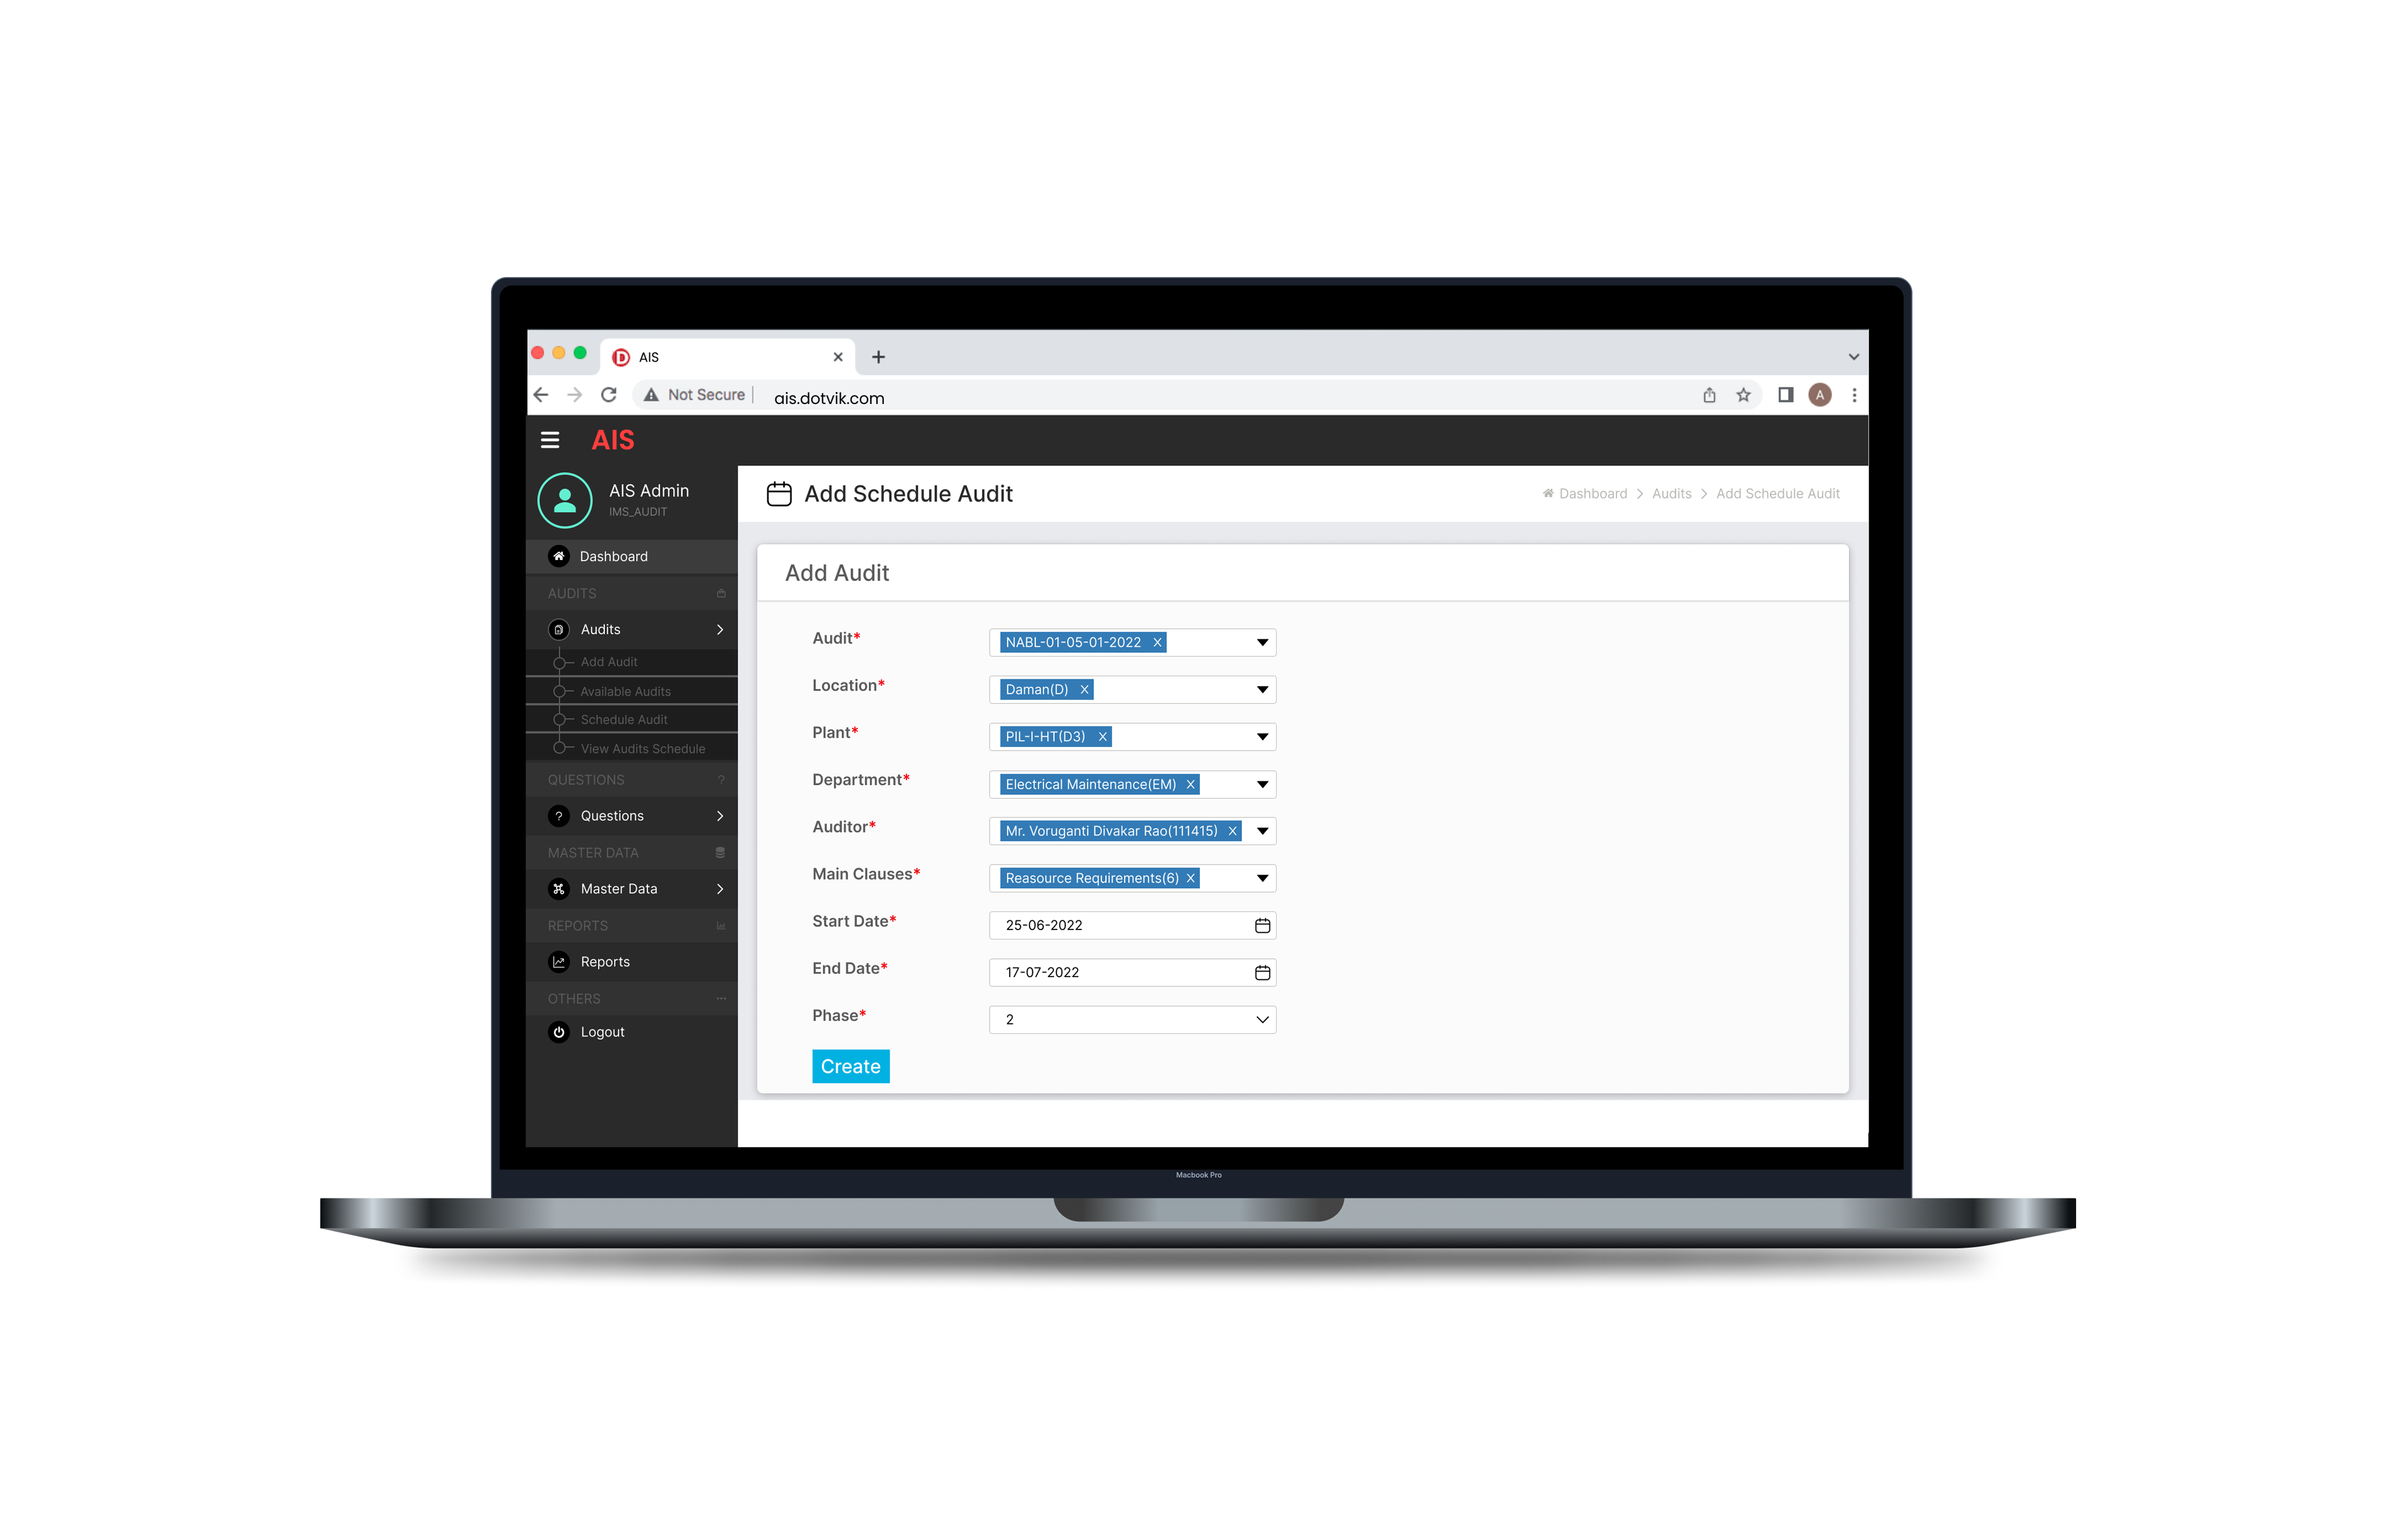 AIS
Not Secure
ais.dotvik.com
A
AIS
AIS Admin
IMS_AUDIT
Dashboard
AUDITS
Audits
Add Audit
Available Audits
Schedule Audit
View Audits Schedule
QUESTIONS ?
? Questions
MASTER DATA
Master Data
REPORTS
Reports
OTHERS
Logout
Add Schedule Audit
Dashboard > Audits > Add Schedule Audit
Add Audit
Audit* NABL-01-05-01-2022 X
Location* Daman(D) X
Plant* PIL-I-HT(D3) X
Department* Electrical Maintenance(EM) X
Auditor* Mr. Voruganti Divakar Rao(111415) X
Main Clauses* Reasource Requirements(6) X
Start Date* 25-06-2022
End Date* 17-07-2022
Phase* 2
Create
Macbook Pro